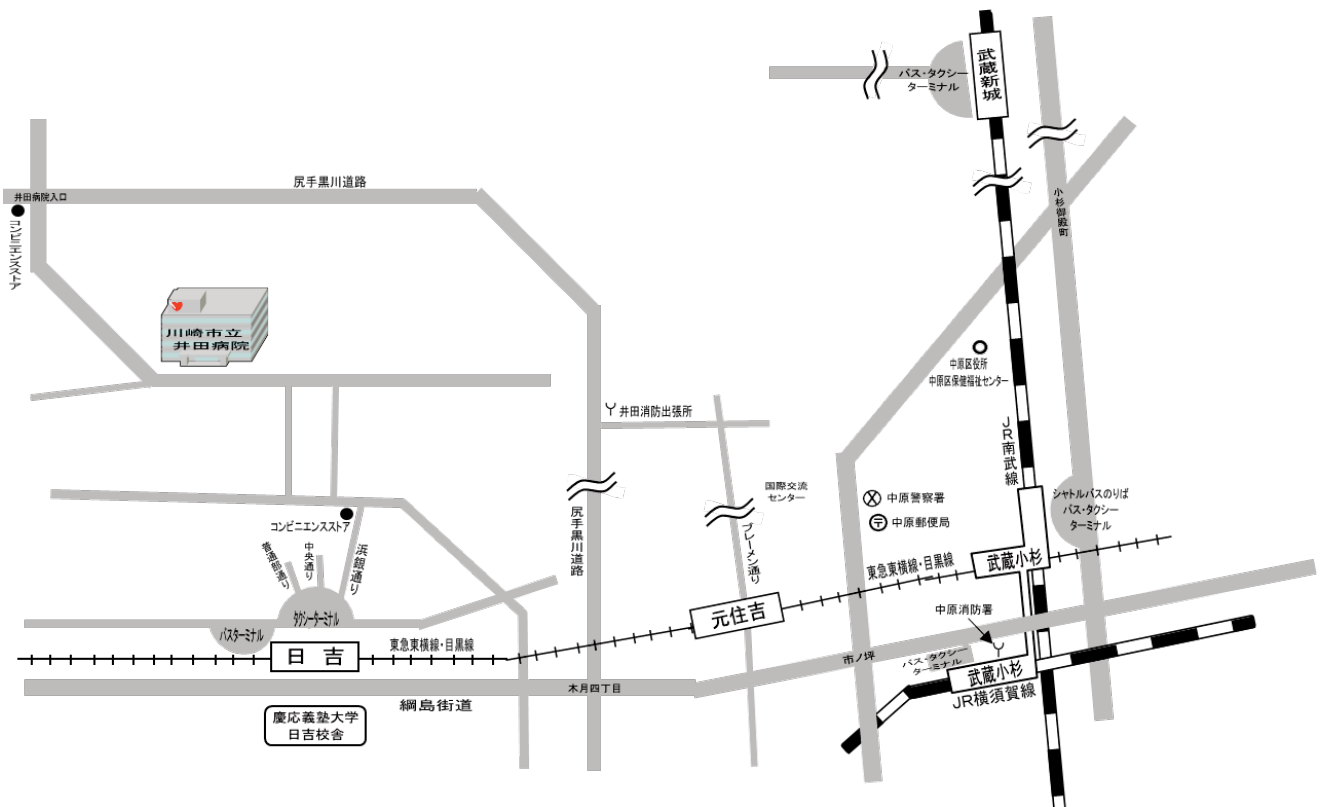 武蔵新城
バス・タクシー
ターミナル
尻手黒川道路
井田病院入口
コンビニエンスストア
小杉御殿町
川崎市立
井田病院
中原区役所
中原区保健福祉センター
井田消防出張所
JR南武線
国際交流
センター
中原警察署
中原郵便局
シャトルバスのりば
バス・タクシー
ターミナル
コンビニエンスストア
尻手黒川道路
ブレーメン通り
普通部通り
中央通り
浜銀通り
東急東横線・目黒線
武蔵小杉
タクシーターミナル
バスターミナル
元住吉
中原消防署
東急東横線・目黒線
日吉
市ノ坪
バス・タクシー
ターミナル
武蔵小杉
JR横須賀線
木月四丁目
綱島街道
慶応義塾大学
日吉校舎